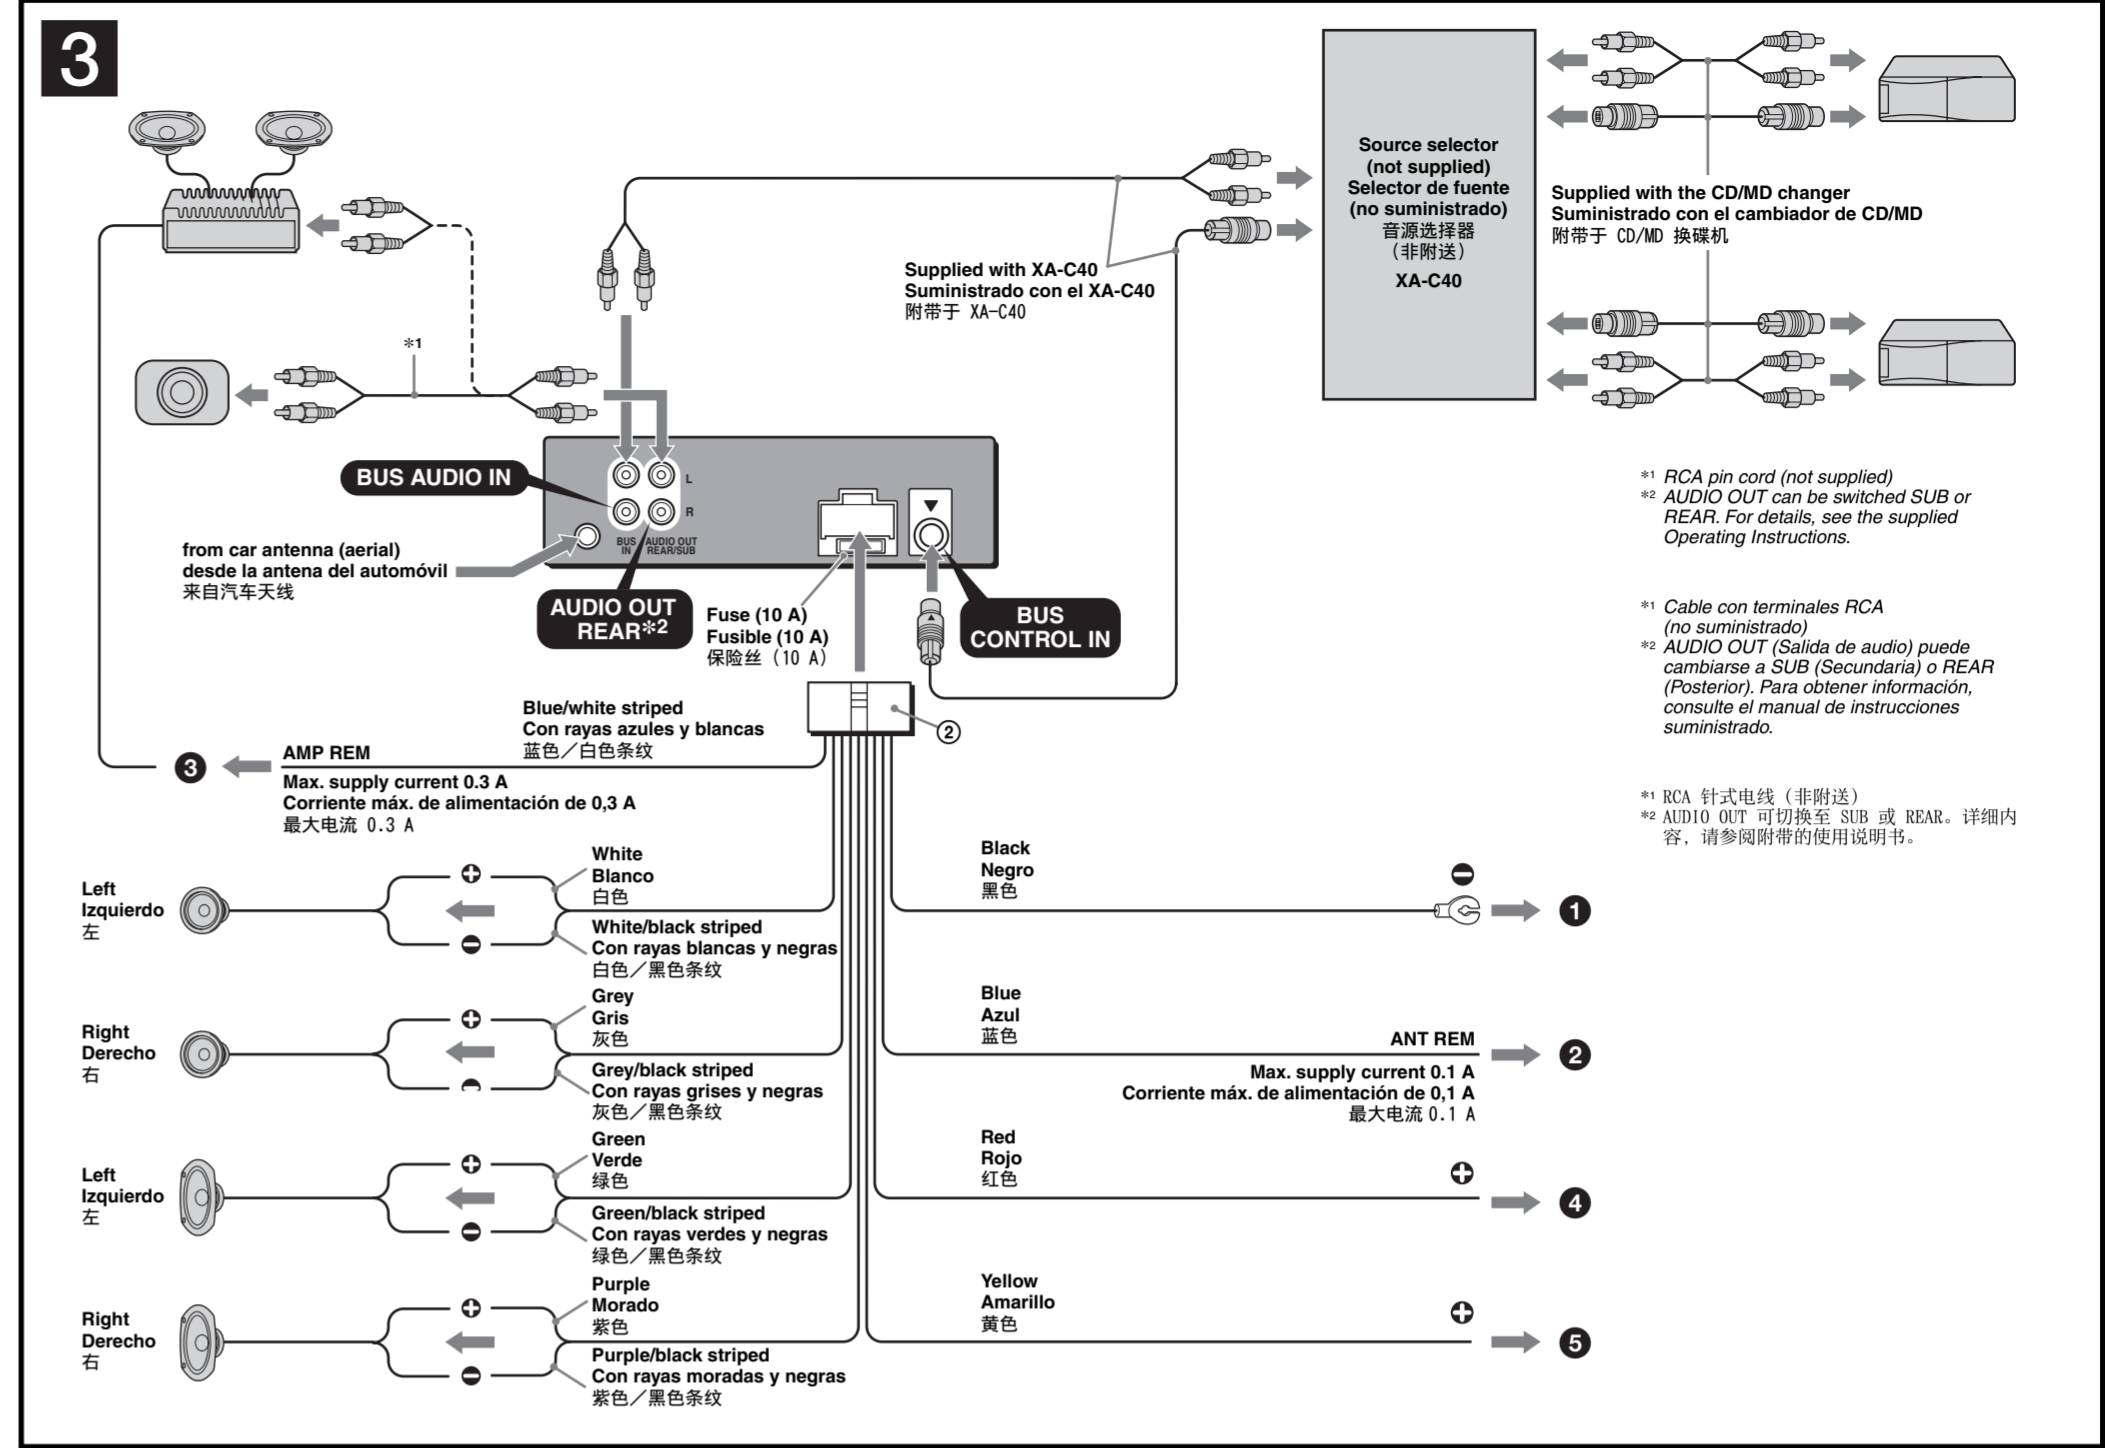 3
Source selector
(not supplied)
Selector de fuente
(no suministrado)
音源选择器
（非附送）
XA-C40
Supplied with the CD/MD changer
Suministrado con el cambiador de CD/MD
附带于 CD/MD 换碟机
Supplied with XA-C40
Suministrado con el XA-C40
附带于 XA-C40
*1
BUS AUDIO IN
L
R
BUS IN
AUDIO OUT REAR/SUB
from car antenna (aerial)
desde la antena del automóvil
来自汽车天线
AUDIO OUT
REAR*2
Fuse (10 A)
Fusible (10 A)
保险丝（10 A）
BUS
CONTROL IN
*1 RCA pin cord (not supplied)
*2 AUDIO OUT can be switched SUB or
REAR. For details, see the supplied
Operating Instructions.
*1 Cable con terminales RCA
(no suministrado)
*2 AUDIO OUT (Salida de audio) puede
cambiarse a SUB (Secundaria) o REAR
(Posterior). Para obtener información,
consulte el manual de instrucciones
suministrado.
*1 RCA 针式电线（非附送）
*2 AUDIO OUT 可切换至 SUB 或 REAR。详细内
容，请参阅附带的使用说明书。
Blue/white striped
Con rayas azules y blancas
蓝色／白色条纹
②
❸
AMP REM
Max. supply current 0.3 A
Corriente máx. de alimentación de 0,3 A
最大电流 0.3 A
Left
Izquierdo
左
White
Blanco
白色
White/black striped
Con rayas blancas y negras
白色／黑色条纹
Black
Negro
黑色
❶
Right
Derecho
右
Grey
Gris
灰色
Grey/black striped
Con rayas grises y negras
灰色／黑色条纹
Blue
Azul
蓝色
ANT REM
❷
Max. supply current 0.1 A
Corriente máx. de alimentación de 0,1 A
最大电流 0.1 A
Left
Izquierdo
左
Green
Verde
绿色
Green/black striped
Con rayas verdes y negras
绿色／黑色条纹
Red
Rojo
红色
❹
Right
Derecho
右
Purple
Morado
紫色
Purple/black striped
Con rayas moradas y negras
紫色／黑色条纹
Yellow
Amarillo
黄色
❺